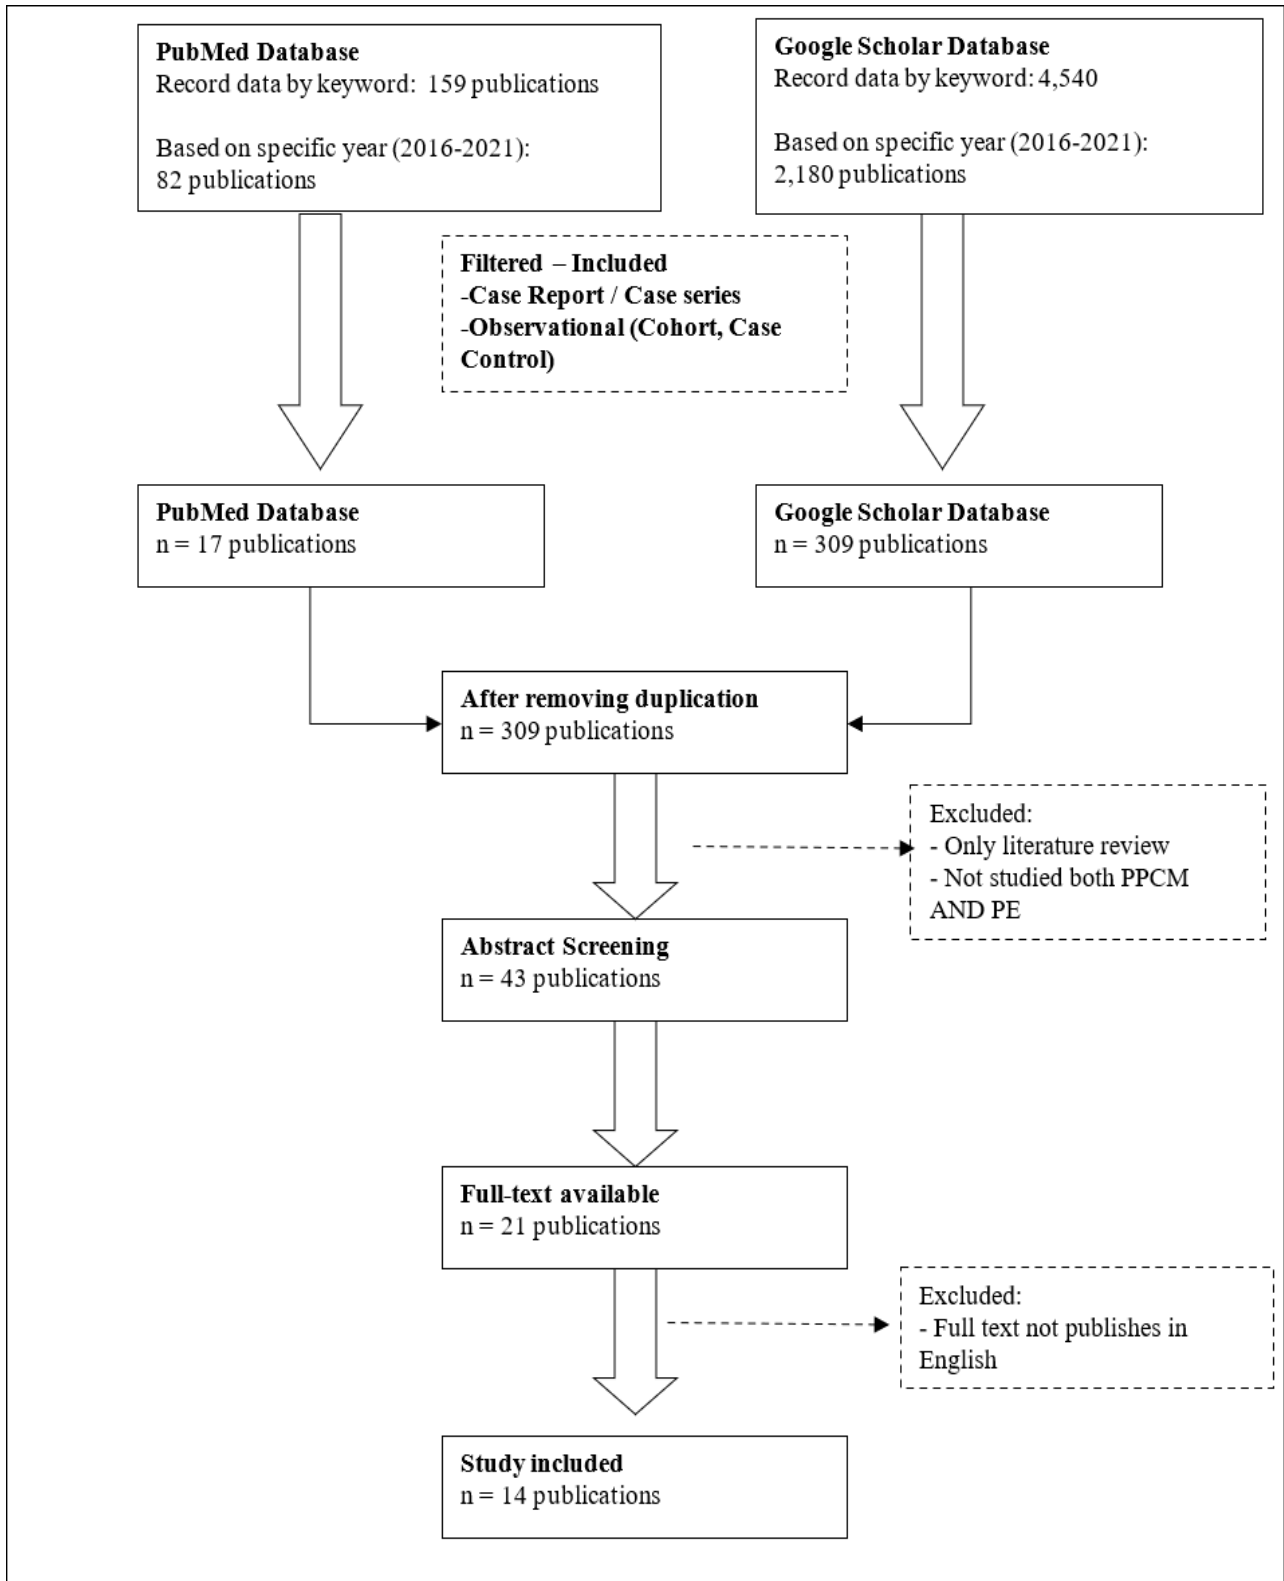 PubMed Database
Record data by keyword: 159 publications
Based on specific year (2016-2021):
82 publications
Google Scholar Database
Record data by keyword: 4,540
Based on specific year (2016-2021):
2,180 publications
Filtered – Included
-Case Report / Case series
-Observational (Cohort, Case
Control)
PubMed Database
n = 17 publications
Google Scholar Database
n = 309 publications
After removing duplication
n = 309 publications
Excluded:
- Only literature review
- Not studied both PPCM
AND PE
Abstract Screening
n = 43 publications
Full-text available
n = 21 publications
Excluded:
- Full text not publishes in
English
Study included
n = 14 publications